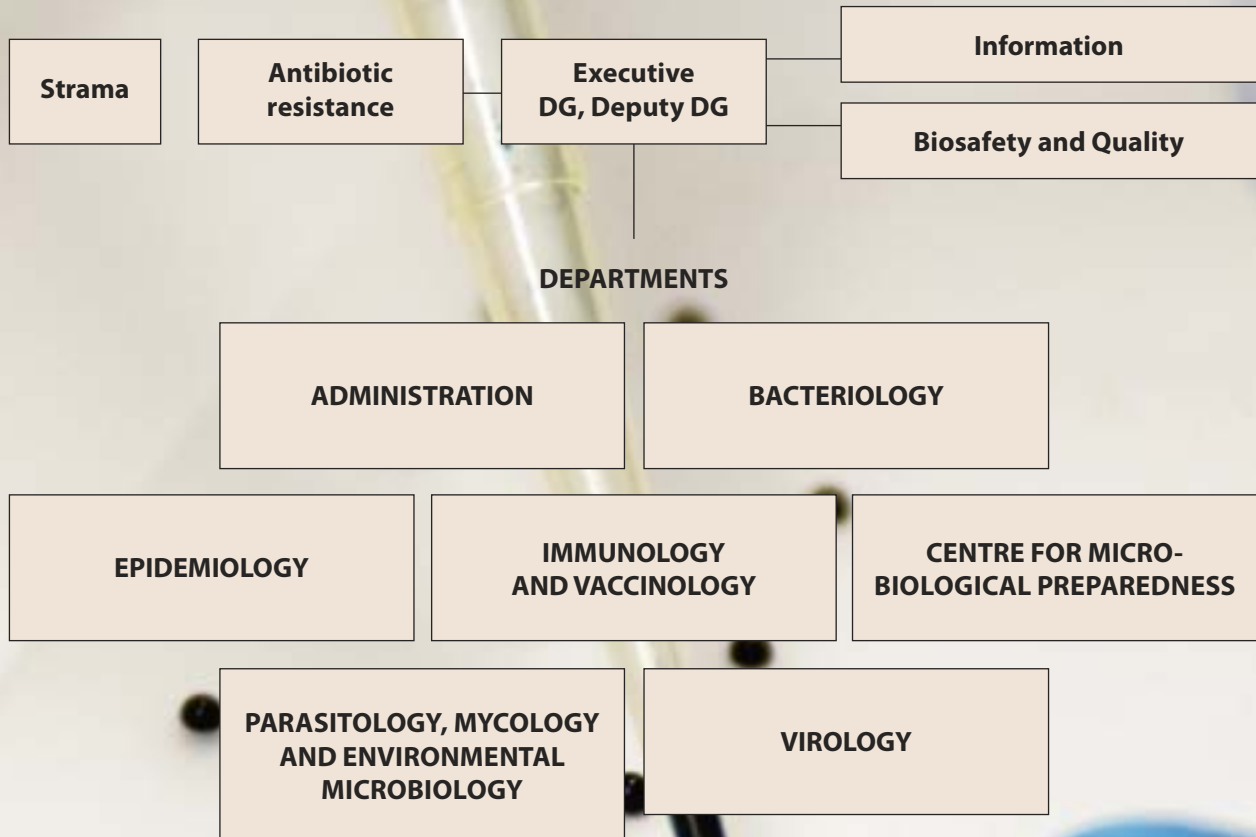 Strama
Antibiotic
resistance
Executive
DG, Deputy DG
Information
Biosafety and Quality
DEPARTMENTS
ADMINISTRATION
BACTERIOLOGY
EPIDEMIOLOGY
IMMUNOLOGY
AND VACCINOLOGY
CENTRE FOR MICRO-
BIOLOGICAL PREPAREDNESS
PARASITOLOGY, MYCOLOGY
AND ENVIRONMENTAL
MICROBIOLOGY
VIROLOGY